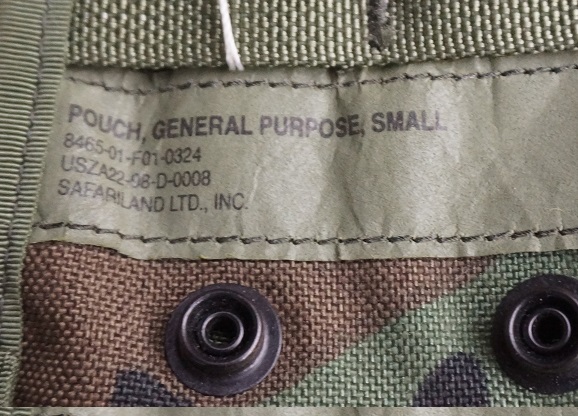 POUCH, GENERAL PURPOSE, SMALL
8465-01-F01-0324
USZA22-98-D-0008
SAFARILAND LTD., INC.